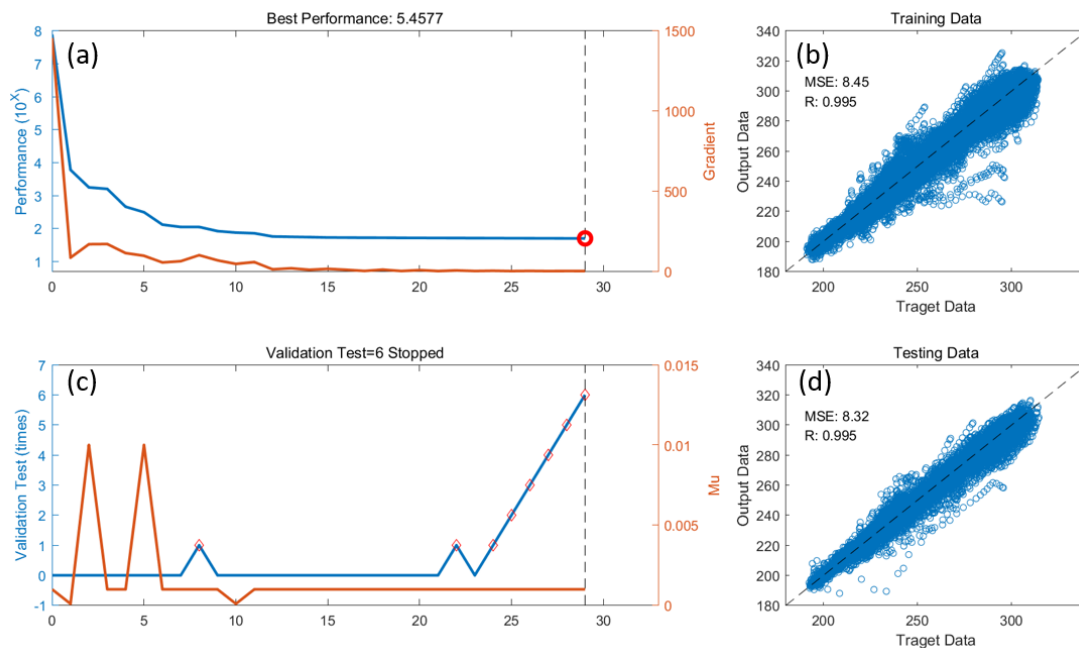 Best Performance: 5.4577
(a)
Performance (10^X)
8
7
6
5
4
3
2
1
0 5 10 15 20 25 30
1500
1000
500
0
Gradient
Training Data
(b)
MSE: 8.45
R: 0.995
Output Data
340
320
300
280
260
240
220
200
180
200 250 300
Traget Data
Validation Test=6 Stopped
(c)
Validation Test (times)
7
6
5
4
3
2
1
0
-1
0 5 10 15 20 25 30
0.015
0.01
0.005
0
Mu
Testing Data
(d)
MSE: 8.32
R: 0.995
Output Data
340
320
300
280
260
240
220
200
180
200 250 300
Traget Data